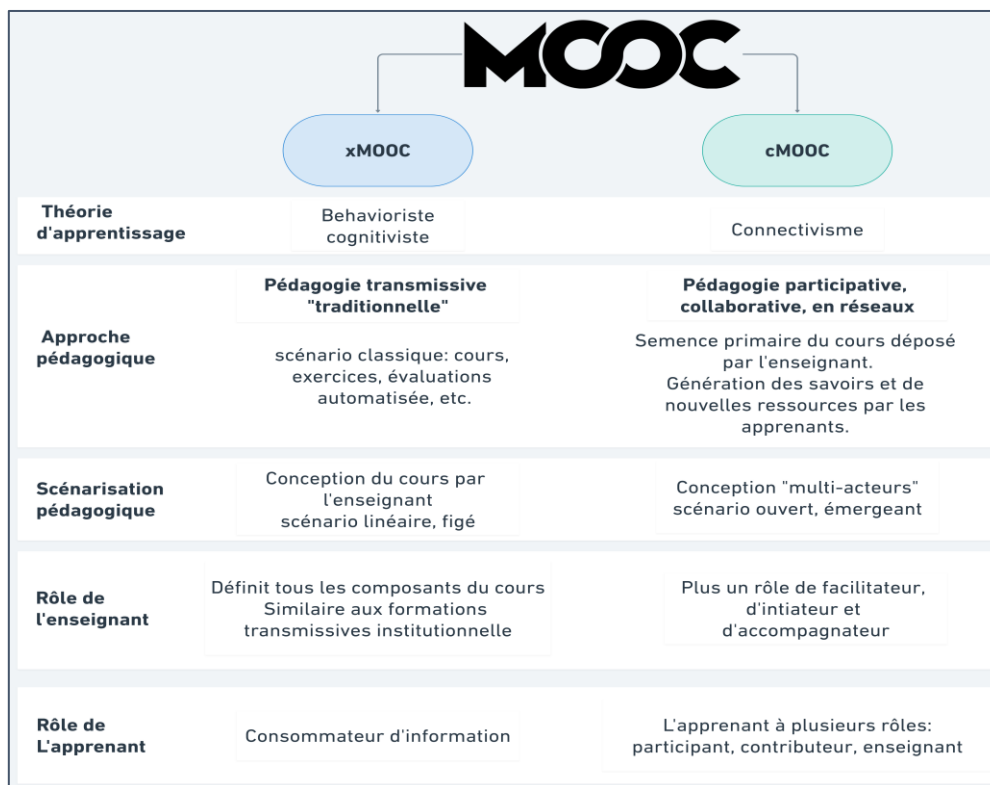 MOOC
xMOOC
cMOOC
Théorie
d'apprentissage
Behavioriste
cognitiviste
Connectivisme
Approche
pédagogique
Pédagogie transmissive
"traditionnelle"
scénario classique: cours,
exercices, évaluations
automatisée, etc.
Pédagogie participative,
collaborative, en réseaux
Semence primaire du cours déposé
par l'enseignant.
Génération des savoirs et de
nouvelles ressources par les
apprenants.
Scénarisation
pédagogique
Conception du cours par
l'enseignant
scénario linéaire, figé
Conception "multi-acteurs"
scénario ouvert, émergeant
Rôle de
l'enseignant
Définit tous les composants du cours
Similaire aux formations
transmissives institutionnelle
Plus un rôle de facilitateur,
d'intiateur et
d'accompagnateur
Rôle de
L'apprenant
Consommateur d'information
L'apprenant à plusieurs rôles:
participant, contributeur, enseignant